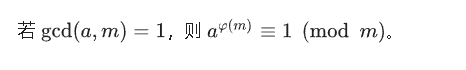 若 gcd(a, m) = 1，则 a^{φ(m)} ≡ 1 (mod m)。